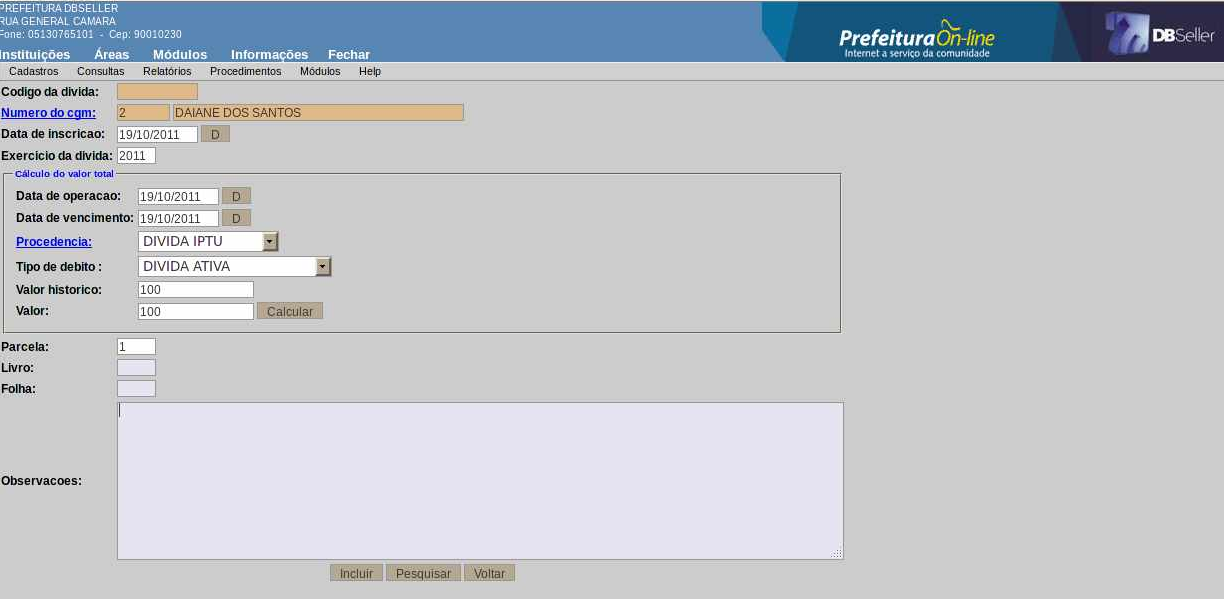 PREFEITURA DBSELLER
RUA GENERAL CAMARA
Fone: 05130765101 - Cep: 90010230
Prefeitura On-line
Internet a serviço da comunidade
DBSeller
Instituições Áreas Módulos Informações Fechar
Cadastros Consultas Relatórios Procedimentos Módulos Help
Codigo da divida:
Numero do cgm: 2 DAIANE DOS SANTOS
Data de inscricao: 19/10/2011 D
Exercicio da divida: 2011
Cálculo do valor total
Data de operacao: 19/10/2011 D
Data de vencimento: 19/10/2011 D
Procedencia: DIVIDA IPTU
Tipo de debito : DIVIDA ATIVA
Valor historico: 100
Valor: 100 Calcular
Parcela: 1
Livro:
Folha:
Observacoes:
Incluir Pesquisar Voltar